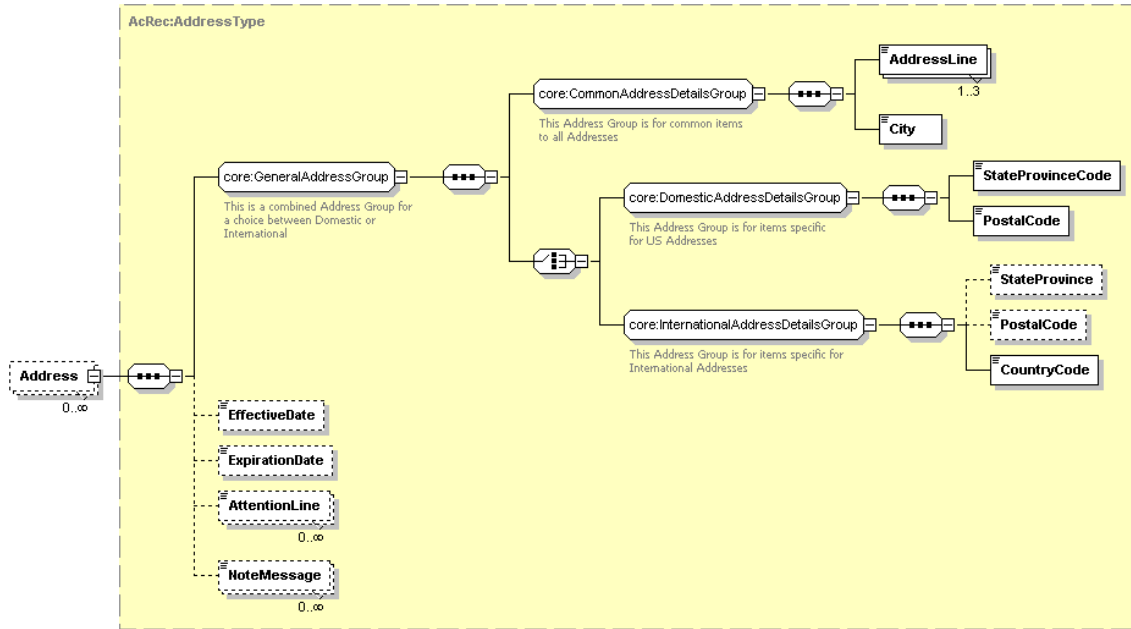 AcRec:AddressType
AddressLine
1..3
core:CommonAddressDetailsGroup
This Address Group is for common items
to all Addresses
City
core:GeneralAddressGroup
This is a combined Address Group for
a choice between Domestic or
International
core:DomesticAddressDetailsGroup
This Address Group is for items specific
for US Addresses
StateProvinceCode
PostalCode
core:InternationalAddressDetailsGroup
This Address Group is for items specific for
International Addresses
StateProvince
PostalCode
CountryCode
Address
0..∞
EffectiveDate
ExpirationDate
AttentionLine
0..∞
NoteMessage
0..∞